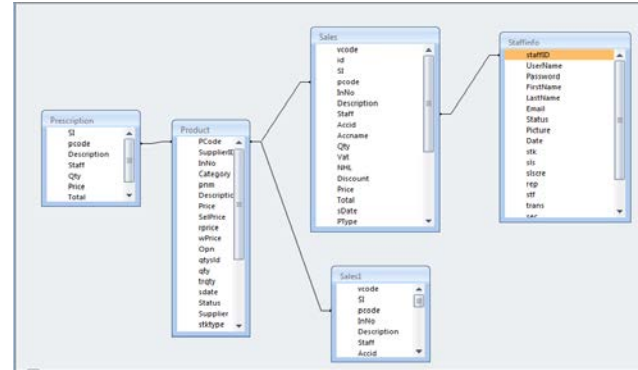 Prescription
SI
pcode
Description
Staff
Qty
Price
Total
Product
PCode
SupplierID
InNo
Category
pnm
Descriptic
Price
SelPrice
rprice
wPrice
Opn
qtysld
qty
trqty
sdate
Status
Supplier
stktype
Sales
vcode
id
SI
pcode
InNo
Description
Staff
Accid
Accname
Qty
Vat
NHL
Discount
Price
Total
sDate
PType
Sales1
vcode
SI
pcode
InNo
Description
Staff
Accid
Staffinfo
staffID
UserName
Password
FirstName
LastName
Email
Status
Picture
Date
stk
sls
slscre
rep
stf
trans
sec